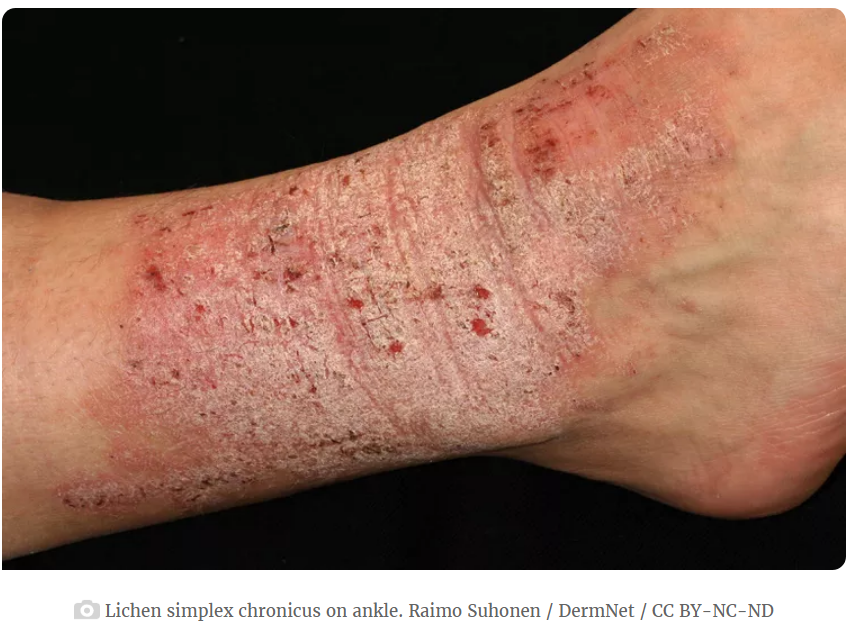 Lichen simplex chronicus on ankle. Raimo Suhonen / DermNet / CC BY-NC-ND